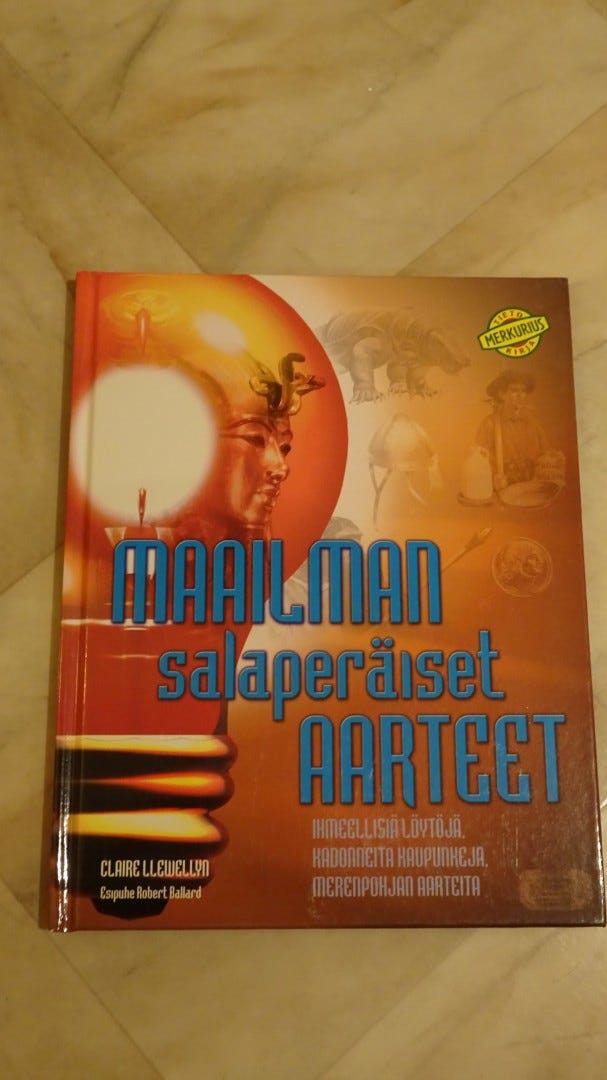 TIETO
MERKURIUS
KIRJA
MAAILMAN
salaperäiset
AARTEET
IHMEELLISIÄ LÖYTÖJÄ,
KADONNEITA KAUPUNKEJA,
MERENPOHJAN AARTEITA
CLAIRE LLEWELLYN
Esipuhe Robert Ballard